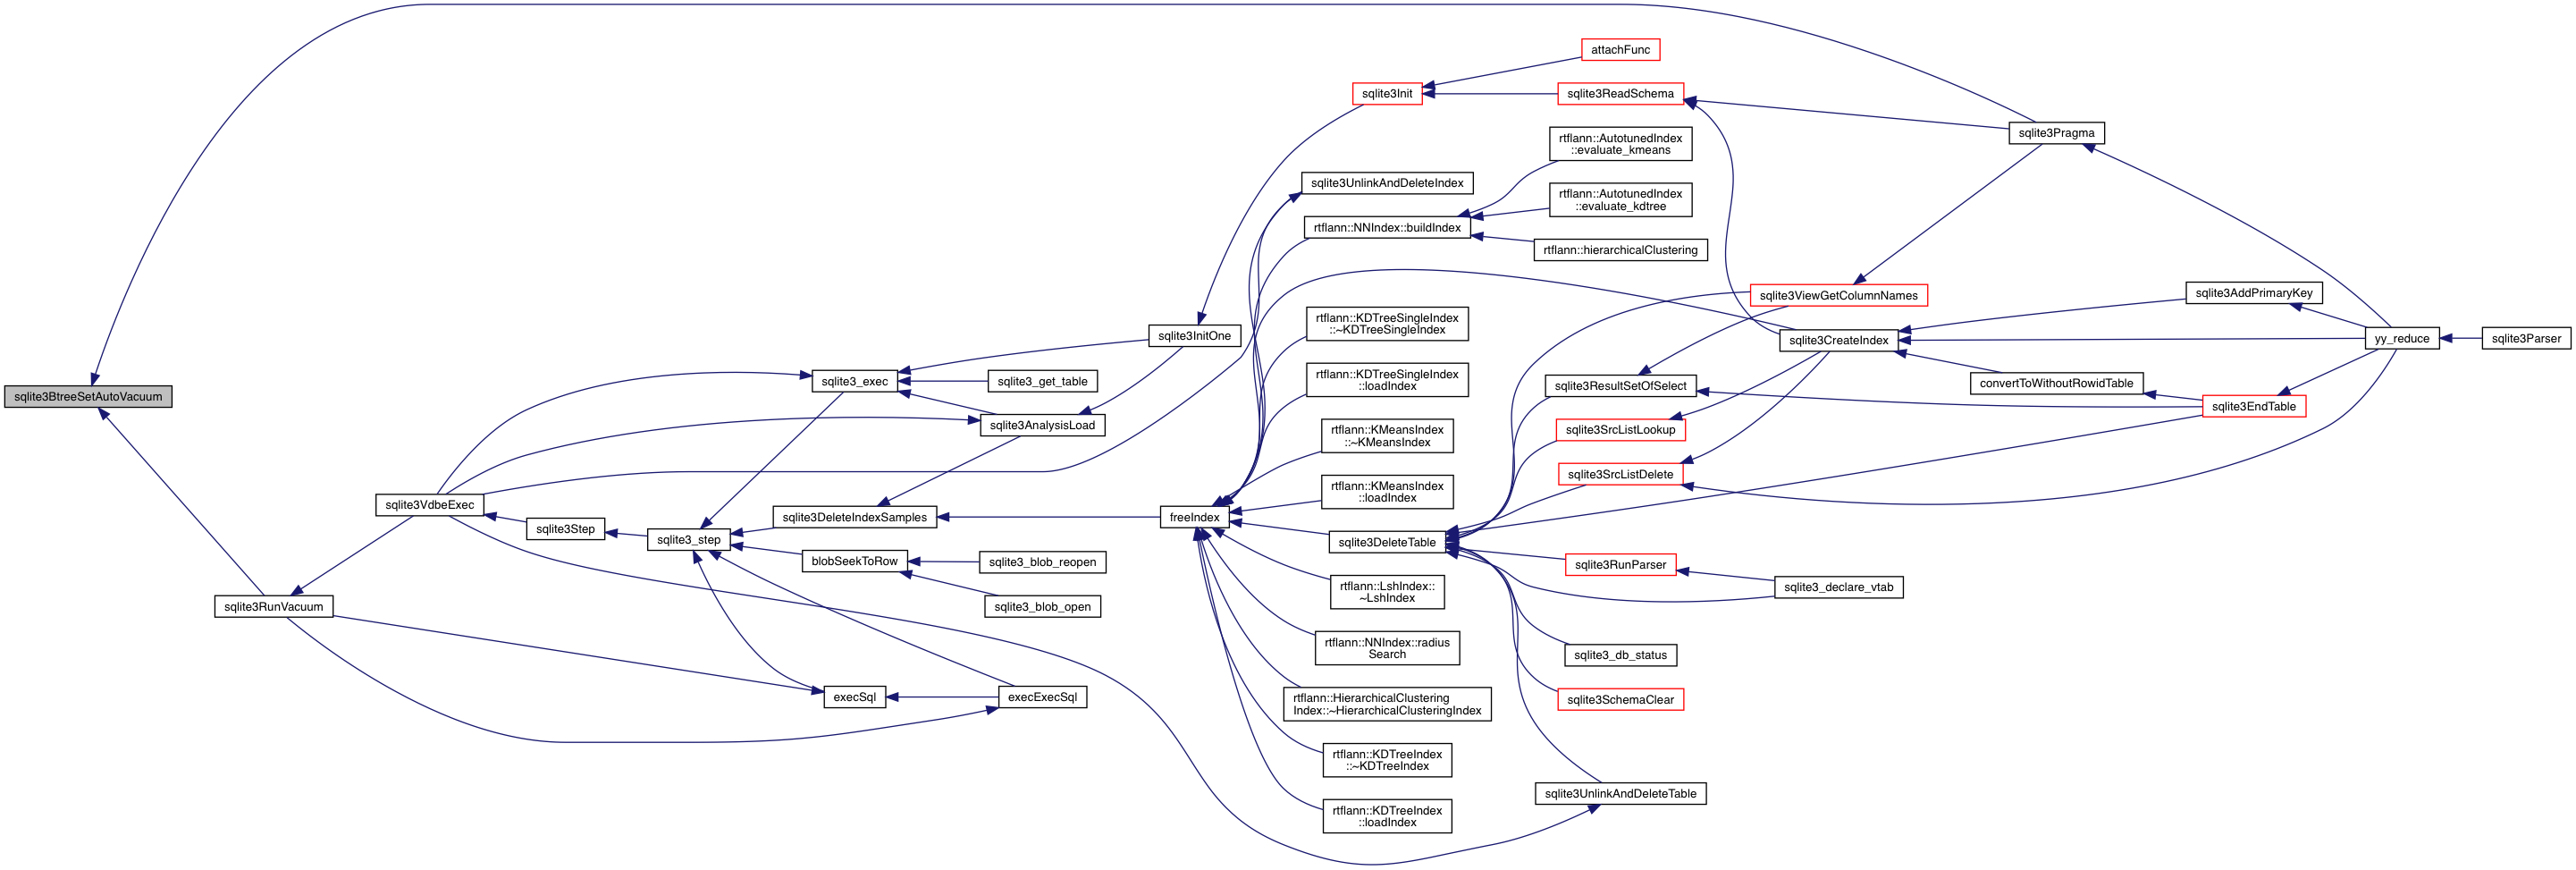 sqlite3BtreeSetAutoVacuum
sqlite3RunVacuum
sqlite3VdbeExec
sqlite3Step
sqlite3_step
sqlite3_exec
sqlite3DeleteIndexSamples
blobSeekToRow
execSql
sqlite3_get_table
sqlite3AnalysisLoad
sqlite3_blob_reopen
sqlite3_blob_open
execExecSql
sqlite3InitOne
freeIndex
sqlite3Init
sqlite3UnlinkAndDeleteIndex
rtflann::NNIndex::buildIndex
rtflann::KDTreeSingleIndex
::~KDTreeSingleIndex
rtflann::KDTreeSingleIndex
::loadIndex
rtflann::KMeansIndex
::~KMeansIndex
rtflann::KMeansIndex
::loadIndex
sqlite3DeleteTable
rtflann::LshIndex::
~LshIndex
rtflann::NNIndex::radius
Search
rtflann::HierarchicalClustering
Index::~HierarchicalClusteringIndex
rtflann::KDTreeIndex
::~KDTreeIndex
rtflann::KDTreeIndex
::loadIndex
attachFunc
sqlite3ReadSchema
rtflann::AutotunedIndex
::evaluate_kmeans
rtflann::AutotunedIndex
::evaluate_kdtree
rtflann::hierarchicalClustering
sqlite3ResultSetOfSelect
sqlite3SrcListLookup
sqlite3SrcListDelete
sqlite3RunParser
sqlite3_db_status
sqlite3SchemaClear
sqlite3UnlinkAndDeleteTable
sqlite3ViewGetColumnNames
sqlite3CreateIndex
sqlite3_declare_vtab
sqlite3Pragma
convertToWithoutRowidTable
sqlite3AddPrimaryKey
sqlite3EndTable
yy_reduce
sqlite3Parser